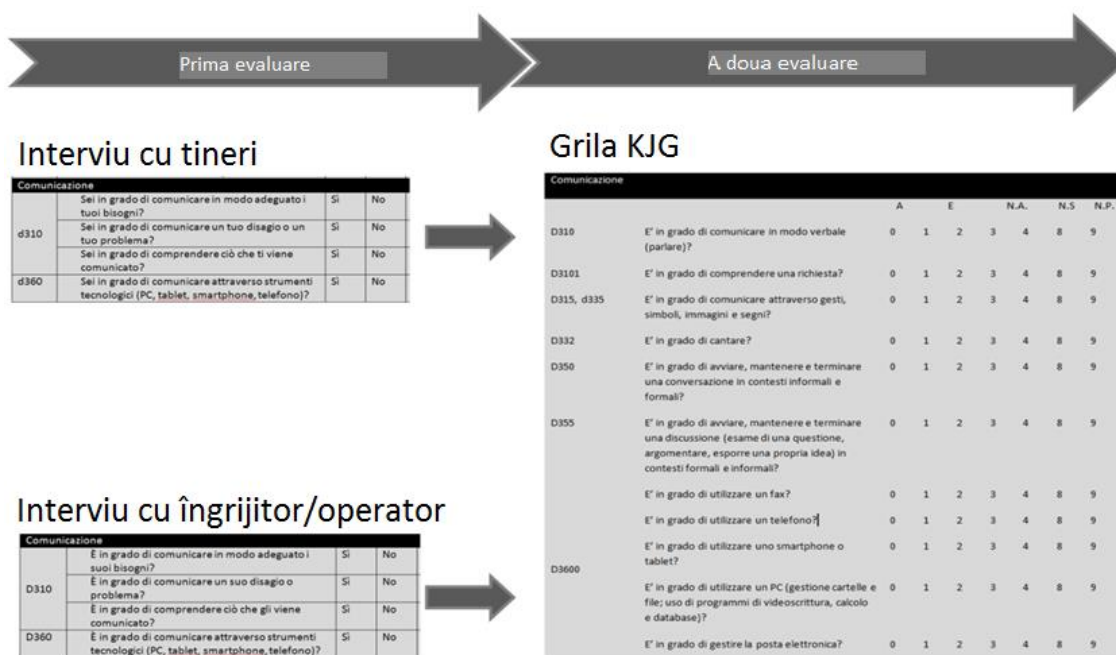 Prima evaluare
A doua evaluare
Interviu cu tineri
Comunicazione
d310
Sei in grado di comunicare in modo adeguato i
tuoi bisogni?
Sì
No
Sei in grado di comunicare un tuo disagio o un
tuo problema?
Sì
No
Sei in grado di comprendere ciò che ti viene
comunicato?
Sì
No
d360
Sei in grado di comunicare attraverso strumenti
tecnologici (PC, tablet, smartphone, telefono)?
Sì
No
Interviu cu îngrijitor/operator
Comunicazione
D310
È in grado di comunicare in modo adeguato i
suoi bisogni?
Sì
No
È in grado di comunicare un suo disagio o
problema?
Sì
No
È in grado di comprendere ciò che gli viene
comunicato?
Sì
No
D360
È in grado di comunicare attraverso strumenti
tecnologici (PC, tablet, smartphone, telefono)?
Sì
No
Grila KJG
Comunicazione
A E N.A. N.S N.P.
D310 E' in grado di comunicare in modo verbale 0 1 2 3 4 8 9
(parlare)?
D3101 E' in grado di comprendere una richiesta? 0 1 2 3 4 8 9
D315, d335 E' in grado di comunicare attraverso gesti, 0 1 2 3 4 8 9
simboli, immagini e segni?
D332 E' in grado di cantare? 0 1 2 3 4 8 9
D350 E' in grado di avviare, mantenere e terminare 0 1 2 3 4 8 9
una conversazione in contesti informali e
formali?
D355 E' in grado di avviare, mantenere e terminare 0 1 2 3 4 8 9
una discussione (esame di una questione,
argomentare, esporre una propria idea) in
contesti formali e informali?
E' in grado di utilizzare un fax? 0 1 2 3 4 8 9
E' in grado di utilizzare un telefono? 0 1 2 3 4 8 9
E' in grado di utilizzare uno smartphone o 0 1 2 3 4 8 9
tablet?
D3600
E' in grado di utilizzare un PC (gestione cartelle e 0 1 2 3 4 8 9
file; uso di programmi di videoscrittura, calcolo
e database)?
E' in grado di gestire la posta elettronica? 0 1 2 3 4 8 9